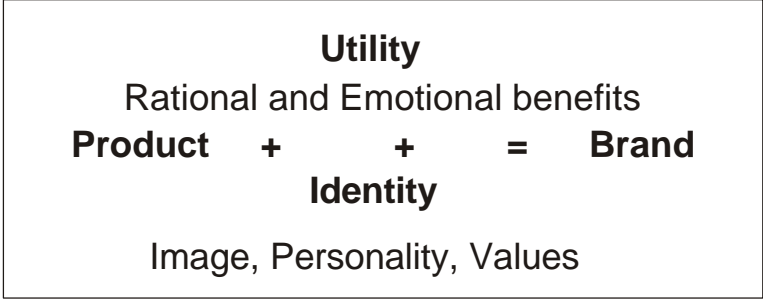 Utility
Rational and Emotional benefits
Product + + = Brand
Identity
Image, Personality, Values